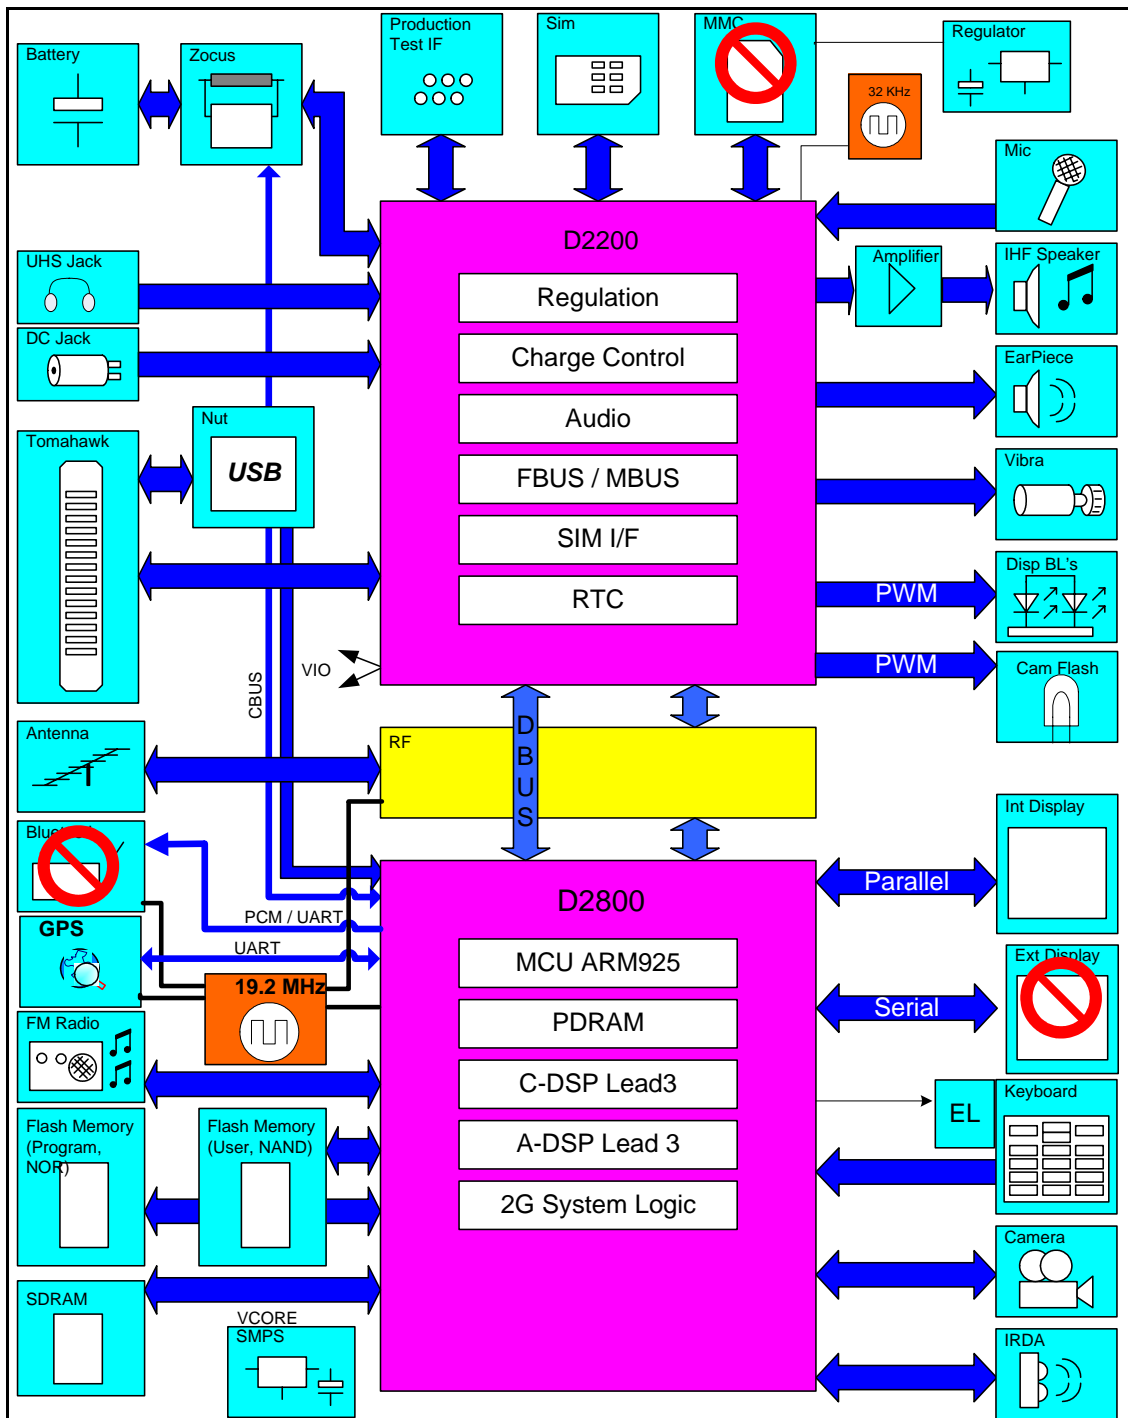 Battery
Zocus
Production
Test IF
Sim
MMC
Regulator
32 KHz
Mic
D2200
UHS Jack
Amplifier
IHF Speaker
Regulation
DC Jack
Charge Control
EarPiece
Nut
Audio
Tomahawk
USB
FBUS / MBUS
Vibra
SIM I/F
Disp BL's
RTC
PWM
VIO
PWM
Cam Flash
CBUS
Antenna
RF
DBUS
Int Display
Parallel
D2800
GPS
PCM / UART
UART
MCU ARM925
Ext Display
19.2 MHz
Serial
FM Radio
PDRAM
C-DSP Lead3
Keyboard
EL
Flash Memory
(Program,
NOR)
Flash Memory
(User, NAND)
A-DSP Lead 3
2G System Logic
Camera
SDRAM
VCORE
SMPS
IRDA